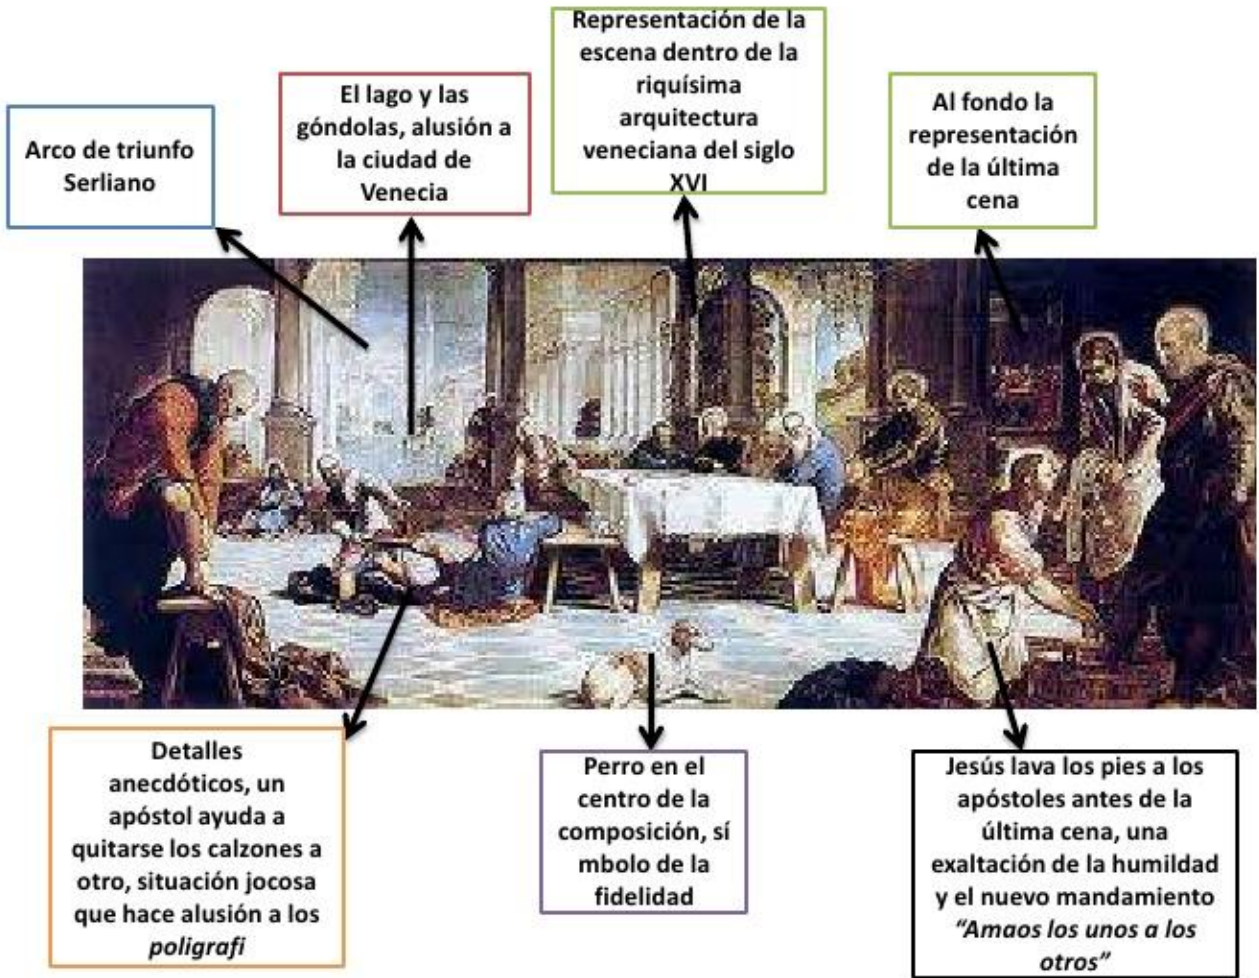 Arco de triunfo
Serliano
El lago y las
góndolas, alusión a
la ciudad de
Venecia
Representación de la
escena dentro de la
riquísima
arquitectura
veneciana del siglo
XVI
Al fondo la
representación
de la última
cena
Detalles
anecdóticos, un
apóstol ayuda a
quitarse los calzones a
otro, situación jocosa
que hace alusión a los
poligrafi
Perro en el
centro de la
composición, sí
mbolo de la
fidelidad
Jesús lava los pies a los
apóstoles antes de la
última cena, una
exaltación de la humildad
y el nuevo mandamiento
“Amaos los unos a los
otros”